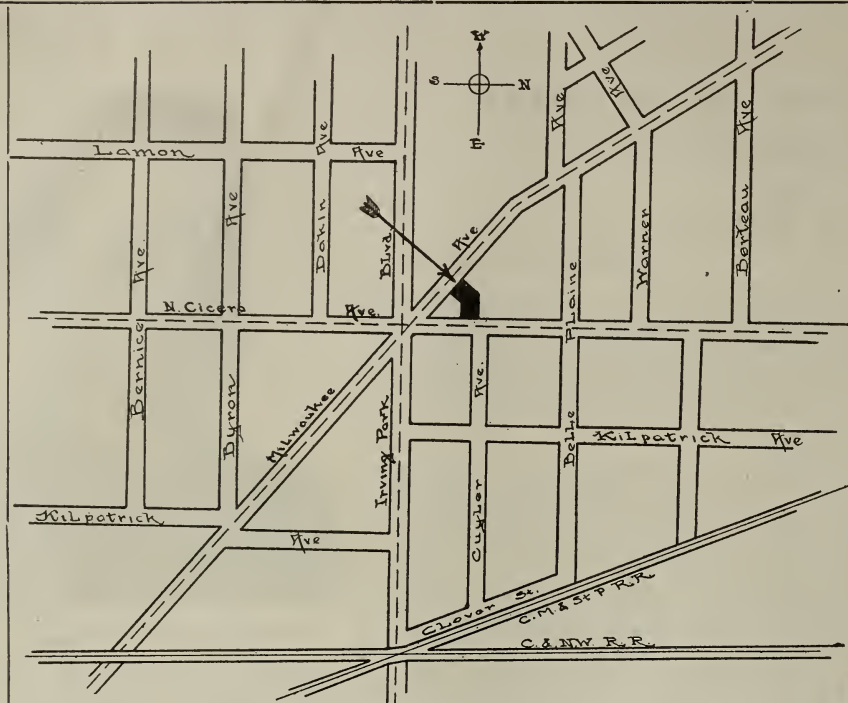 W
S
N
E
Lamon Ave
Ave
Ave
Dakin Ave
Bernice Ave.
Byron
N. Cicero Ave.
Milwaukee Ave
Irving Park Blvd.
Belle Plaine Ave
Ave
Warner
Berteau Ave
Cuyler Ave.
Kilpatrick Ave
Kilpatrick Ave
Clover St.
C.M. & St P R.R.
C. & N.W. R.R.